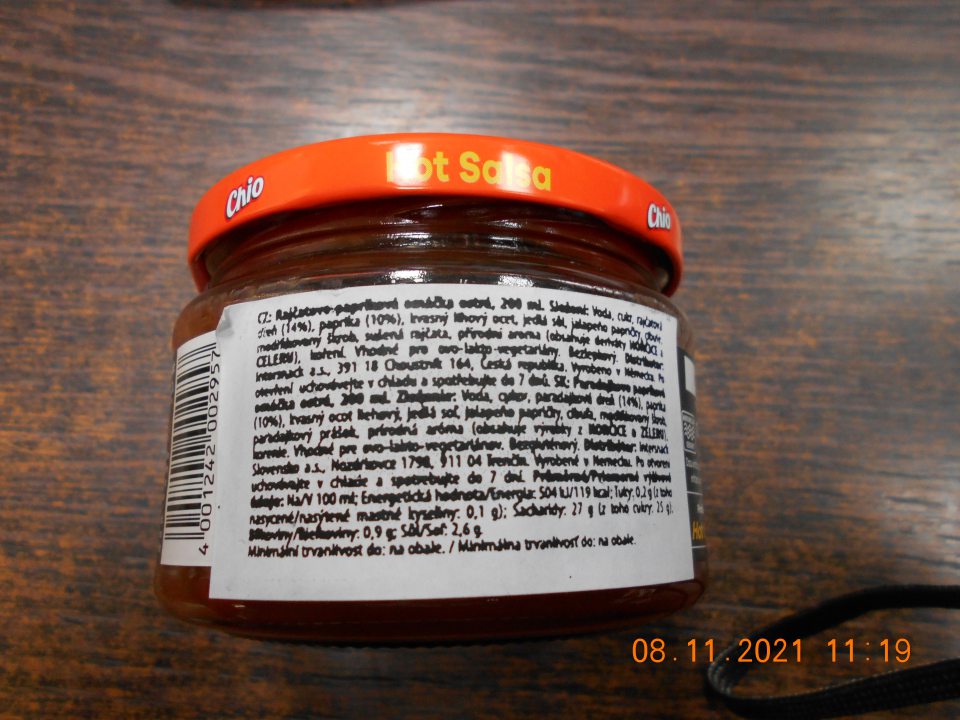 Hot Salsa
Chio
Chio
CZ: Rajčatovo-papriková omáčka ostrá, 200 ml. Složení: Voda, cukr, rajčatová
dřeň (14%), paprika (10%), kvasný lihový ocet, jedlá sůl, jalapeño papričky, cibule,
modifikovaný škrob, sušená rajčata, přírodní aroma (obsahuje deriváty HOŘČICE a
CELERU), koření. Vhodné pro ovo-lakto-vegetariány. Bezlepkový. Distributor:
Intersnack a.s., 391 18 Choustník 164, Česká republika. Vyrobeno v Německu. Po
otevření uchovávejte v chladu a spotřebujte do 7 dnů. SK: Paradajkovo papriková
omáčka ostrá, 200 ml. Zloženie: Voda, cukor, paradajková dreň (14%), paprika
(10%), kvasný ocot liehový, jedlá soľ, jalapeño papričky, cibuľa, modifikovaný škrob,
paradajkový prášok, prírodná aróma (obsahuje výrobky z HORČICE a ZELERU),
korenie. Vhodné pre ovo-lakto-vegetariánov. Bezgluténový. Distribútor: Intersnack
Slovensko a.s., Nozdrkovce 1798, 911 04 Trenčín. Vyrobené v Nemecku. Po otvorení
uchovávajte v chlade a spotrebujte do 7 dní. Průměrné/Priemerné výživové
údaje: Na/V 100 ml: Energetická hodnota/Energia: 504 kJ/119 kcal; Tuky: 0,2 g (z toho
nasycené/nasýtené mastné kyseliny: 0,1 g); Sacharidy: 27 g (z toho cukry: 25 g);
Bílkoviny/Bielkoviny: 0,9 g; Sůl/Soľ: 2,6 g.
Minimální trvanlivost do: na obale. / Minimálna trvanlivosť do: na obale.
4 001242 002957
08.11.2021 11:19